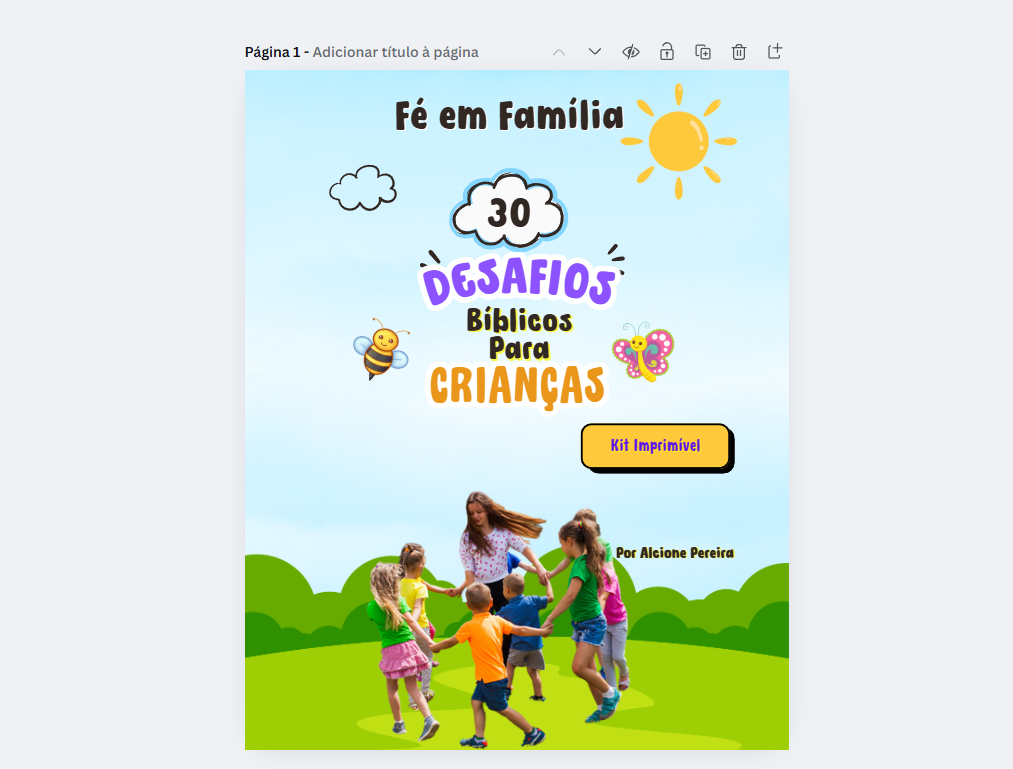 Página 1 - Adicionar título à página
Fé em Família
30
DESAFIOS
Bíblicos
Para
CRIANÇAS
Kit Imprimível
Por Alcione Pereira